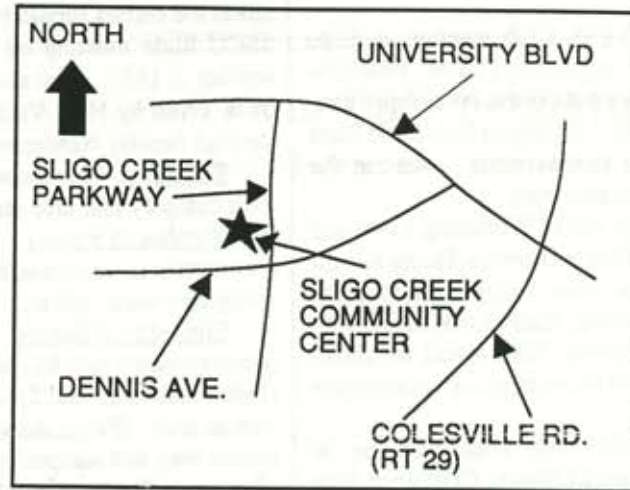 NORTH
UNIVERSITY BLVD
SLIGO CREEK
PARKWAY
SLIGO CREEK
COMMUNITY
CENTER
DENNIS AVE.
COLESVILLE RD.
(RT 29)